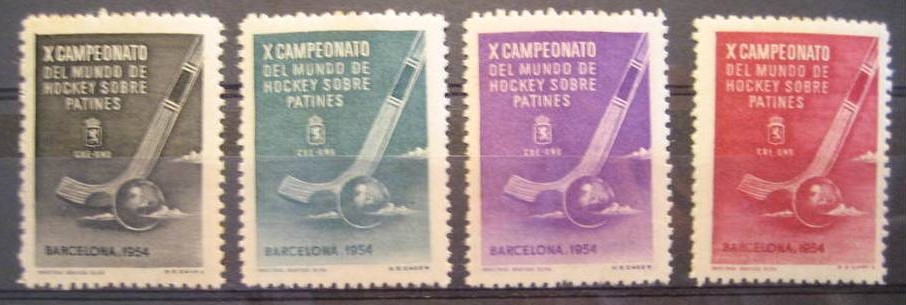 X CAMPEONATO
DEL MUNDO DE
HOCKEY SOBRE
PATINES
BARCELONA, 1954
X CAMPEONATO
DEL MUNDO DE
HOCKEY SOBRE
PATINES
BARCELONA, 1954
X CAMPEONATO
DEL MUNDO DE
HOCKEY SOBRE
PATINES
BARCELONA, 1954
X CAMPEONATO
DEL MUNDO DE
HOCKEY SOBRE
PATINES
BARCELONA, 1954